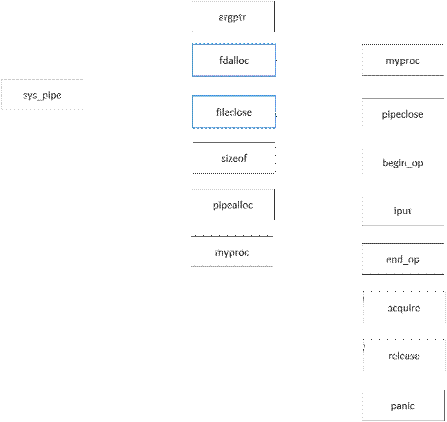 argptr
fdalloc
myproc
sys_pipe
fileclose
pipeclose
sizeof
begin_op
pipealloc
iput
myproc
end_op
acquire
release
panic